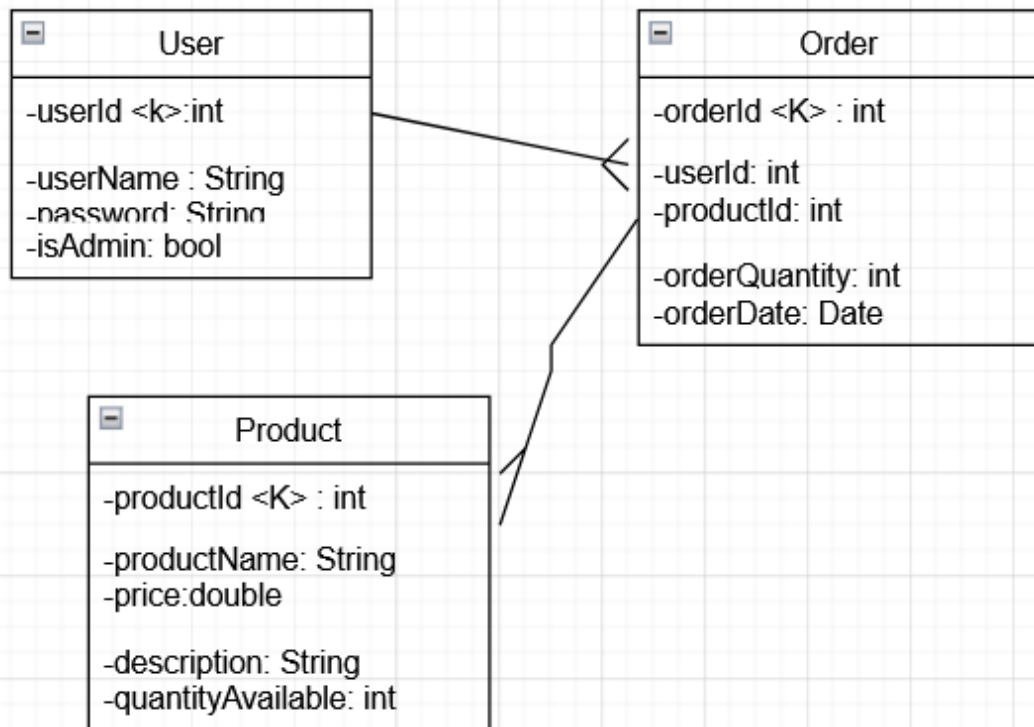 User
-userId <k>:int
-userName : String
-password: String
-isAdmin: bool
Order
-orderId <K> : int
-userId: int
-productId: int
-orderQuantity: int
-orderDate: Date
Product
-productId <K> : int
-productName: String
-price:double
-description: String
-quantityAvailable: int